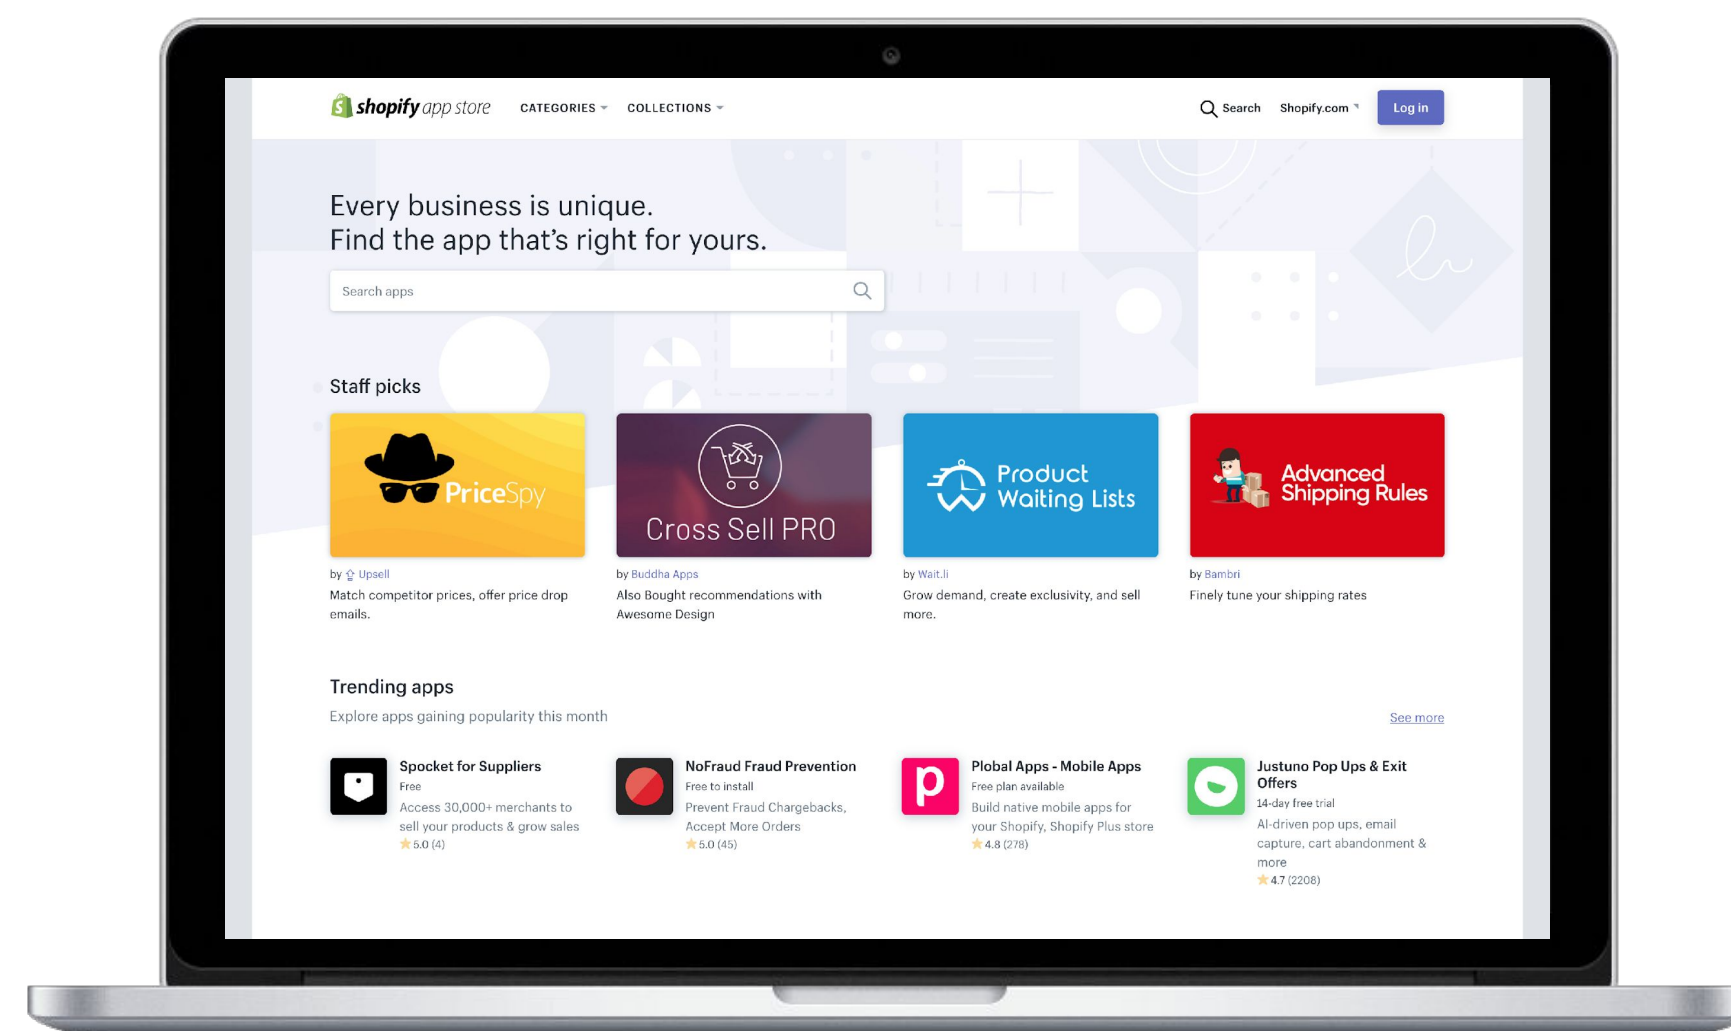 shopify app store
CATEGORIES
COLLECTIONS
Search
Shopify.com
Log in
Every business is unique.
Find the app that's right for yours.
Search apps
Staff picks
PriceSpy
by Upsell
Match competitor prices, offer price drop
emails.
Cross Sell PRO
by Buddha Apps
Also Bought recommendations with
Awesome Design
Product
Waiting Lists
by Wait.li
Grow demand, create exclusivity, and sell
more.
Advanced
Shipping Rules
by Bambri
Finely tune your shipping rates
Trending apps
Explore apps gaining popularity this month
See more
Spocket for Suppliers
Free
Access 30,000+ merchants to
sell your products & grow sales
5.0 (4)
NoFraud Fraud Prevention
Free to install
Prevent Fraud Chargebacks,
Accept More Orders
5.0 (45)
p
Plobal Apps - Mobile Apps
Free plan available
Build native mobile apps for
your Shopify, Shopify Plus store
4.8 (278)
Justuno Pop Ups & Exit
Offers
14-day free trial
AI-driven pop ups, email
capture, cart abandonment &
more
4.7 (2208)